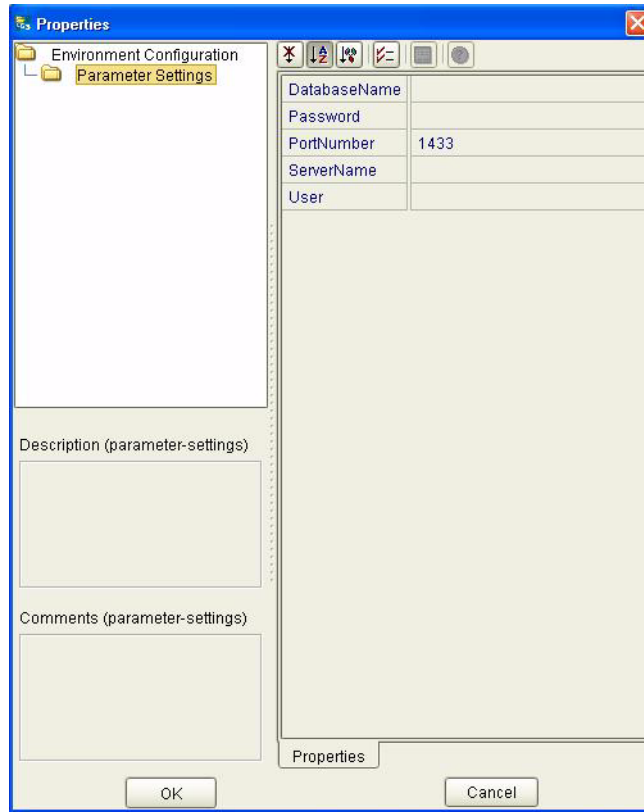 Properties
Environment Configuration
Parameter Settings
DatabaseName
Password
PortNumber 1433
ServerName
User
Description (parameter-settings)
Comments (parameter-settings)
Properties
OK Cancel